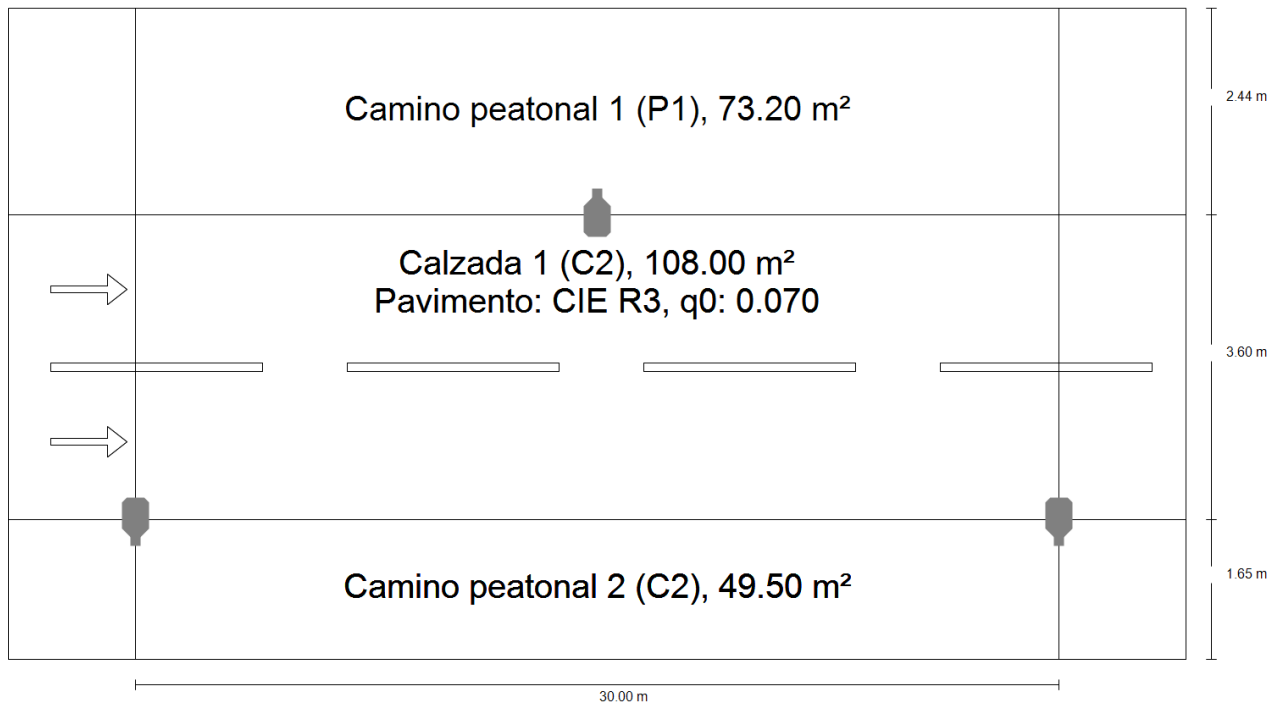 Camino peatonal 1 (P1), 73.20 m²
2.44 m
Calzada 1 (C2), 108.00 m²
Pavimento: CIE R3, q0: 0.070
3.60 m
Camino peatonal 2 (C2), 49.50 m²
1.65 m
30.00 m